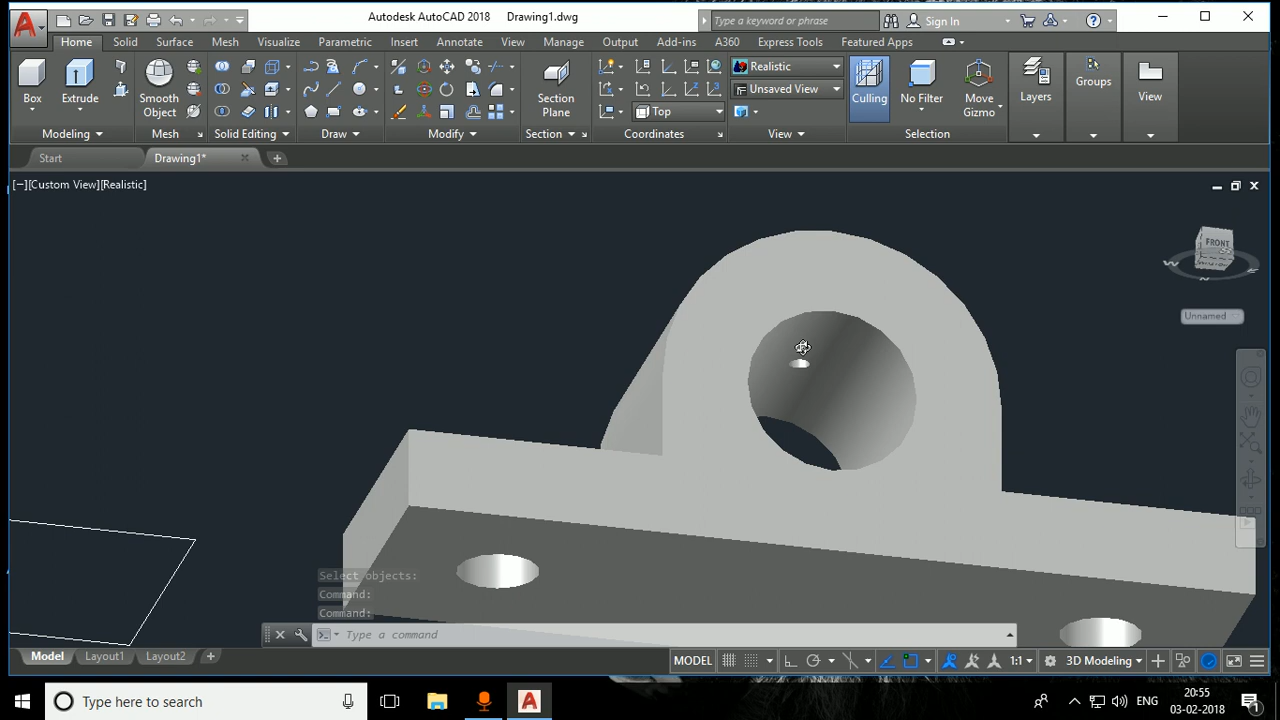 Autodesk AutoCAD 2018 Drawing1.dwg
Type a keyword or phrase
Sign In
Home Solid Surface Mesh Visualize Parametric Insert Annotate View Manage Output Add-ins A360 Express Tools Featured Apps
Realistic
Unsaved View
Top
Box Extrude Smooth Object Section Plane Culling No Filter Move Gizmo Layers Groups View
Modeling Mesh Solid Editing Draw Modify Section Coordinates View Selection
Start Drawing1*
[−][Custom View][Realistic]
FRONT
W
Unnamed
Select objects:
Command:
Command:
Type a command
Model Layout1 Layout2
MODEL 1:1 3D Modeling
Type here to search
ENG
20:55
03-02-2018
1